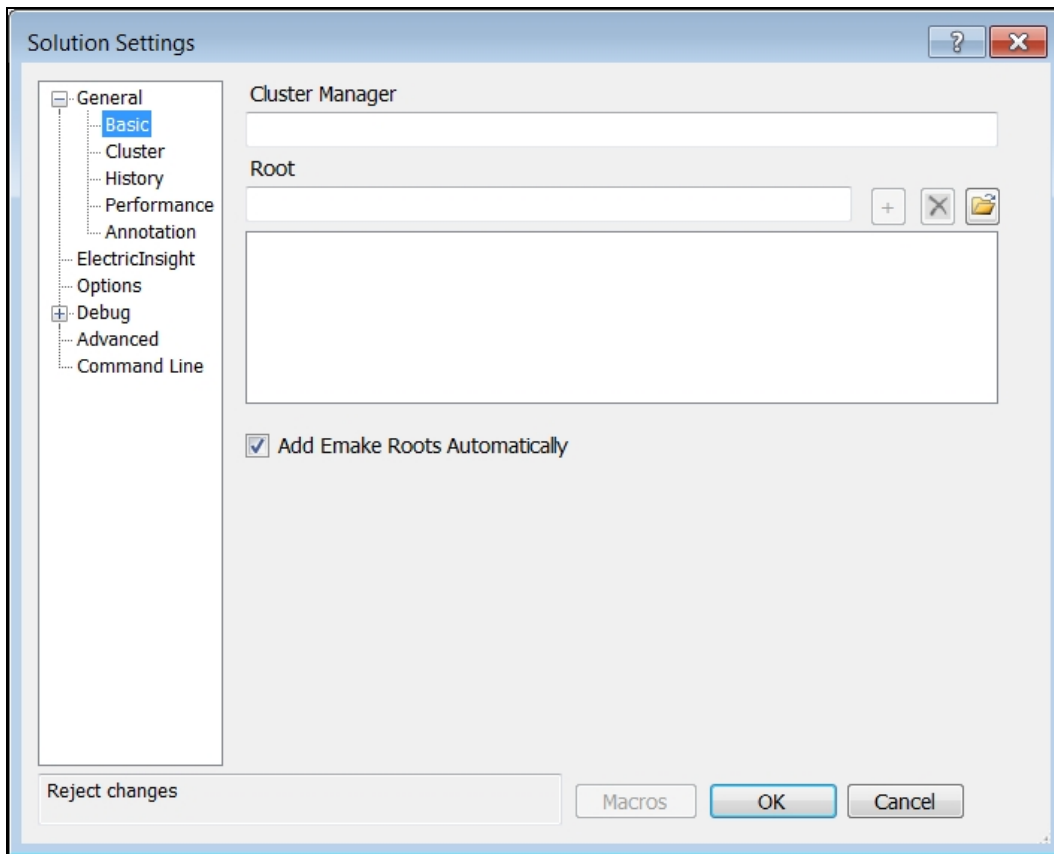 Solution Settings
General
Basic
Cluster
History
Performance
Annotation
ElectricInsight
Options
Debug
Advanced
Command Line
Cluster Manager
Root
Add Emake Roots Automatically
Reject changes
Macros
OK
Cancel